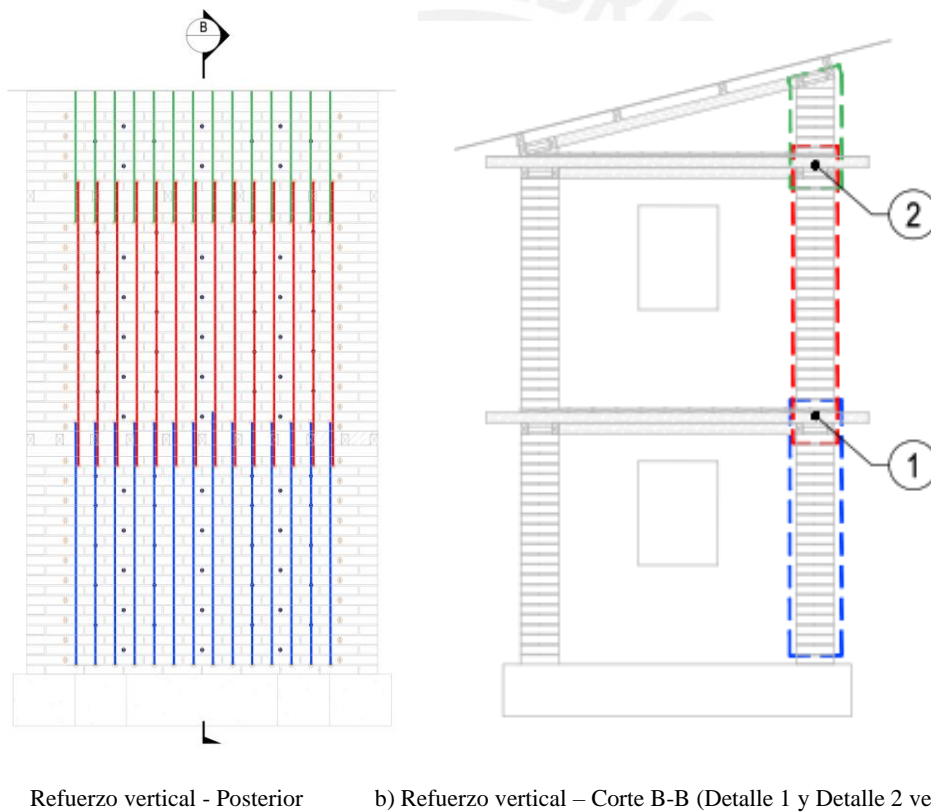 B
2
1
Refuerzo vertical - Posterior
b) Refuerzo vertical – Corte B-B (Detalle 1 y Detalle 2 ve